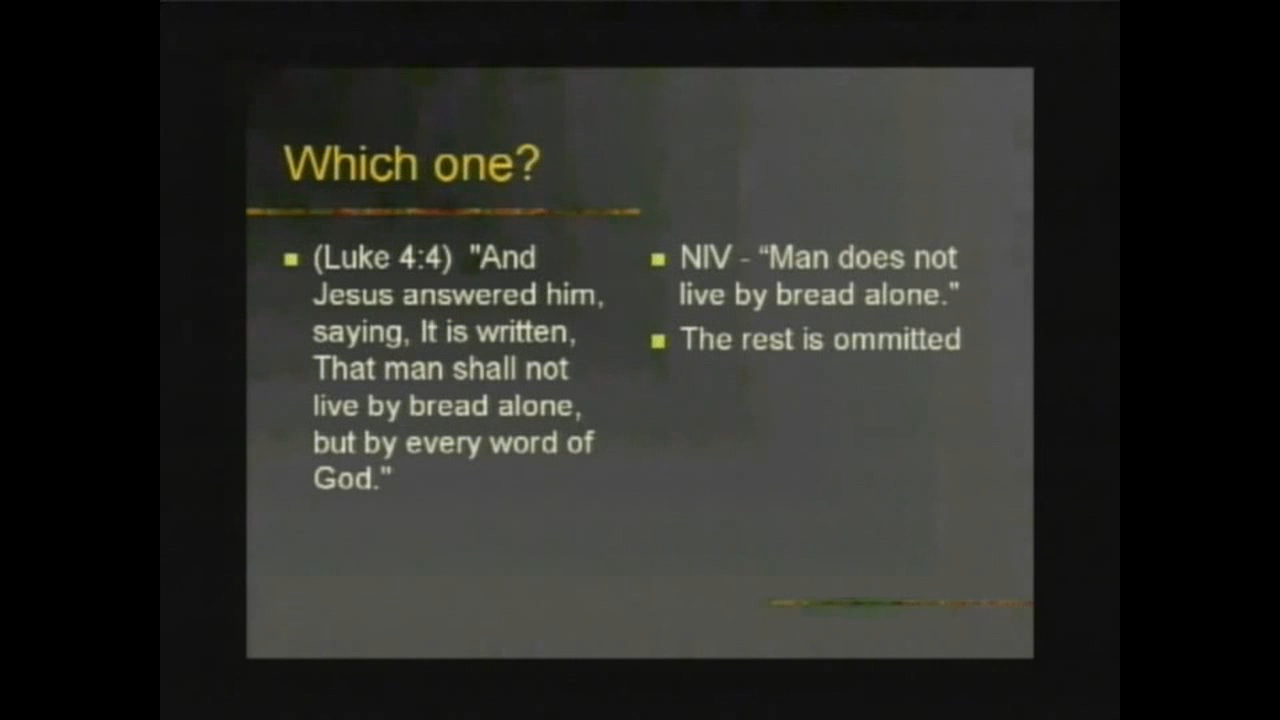 Which one?
(Luke 4:4) "And
Jesus answered him,
saying, It is written,
That man shall not
live by bread alone,
but by every word of
God."
NIV - “Man does not
live by bread alone.”
The rest is ommitted